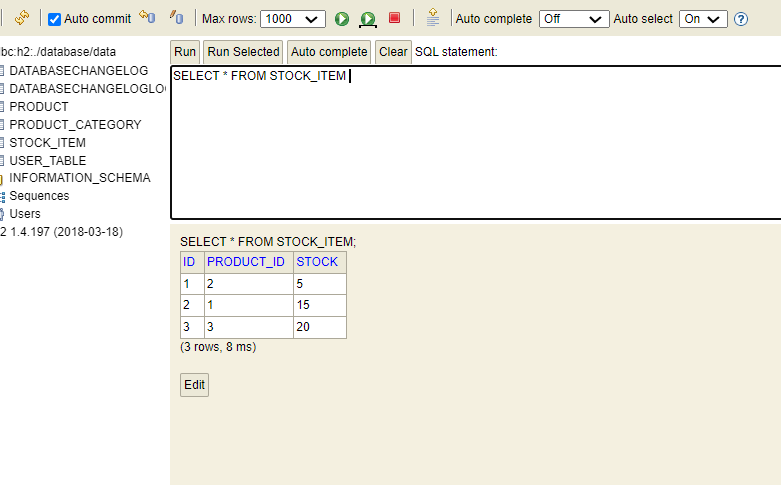 Auto commit Max rows: 1000 Auto complete Off Auto select On ?
bc:h2:./database/data
DATABASECHANGELOG
DATABASECHANGELOGLO
PRODUCT
PRODUCT_CATEGORY
STOCK_ITEM
USER_TABLE
INFORMATION_SCHEMA
Sequences
Users
2 1.4.197 (2018-03-18)
Run Run Selected Auto complete Clear SQL statement:
SELECT * FROM STOCK_ITEM
SELECT * FROM STOCK_ITEM;
ID PRODUCT_ID STOCK
1 2 5
2 1 15
3 3 20
(3 rows, 8 ms)
Edit